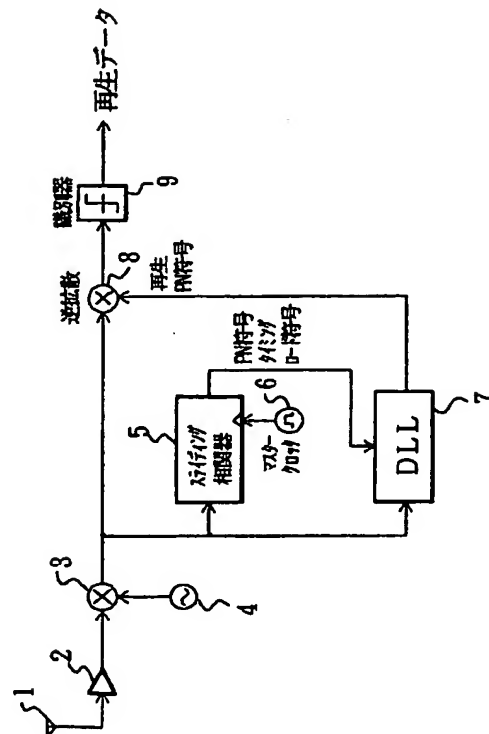 1
2
3
4
5
スライディング
相関器
6
マスター
クロック
PN符号
タイミング
ロード符号
DLL
7
再生
PN符号
逆拡散
8
識別器
9
再生データ